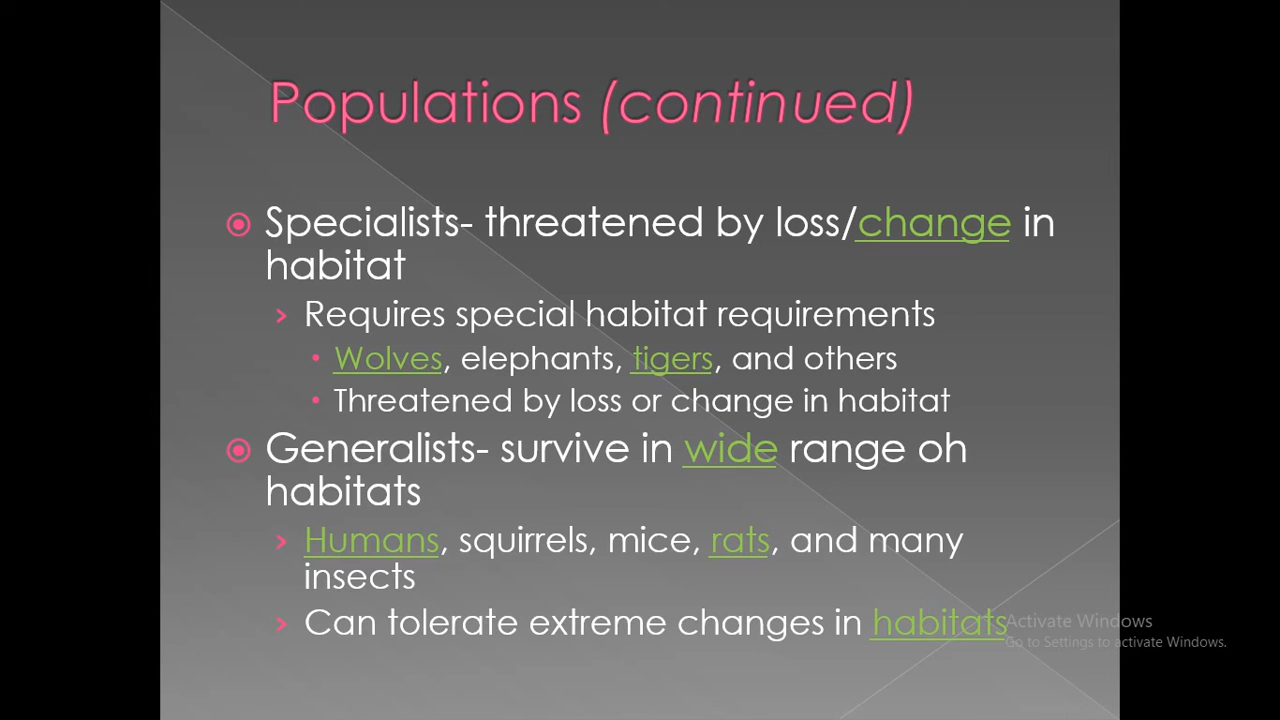 Populations (continued)
Specialists- threatened by loss/change in
habitat
Requires special habitat requirements
Wolves, elephants, tigers, and others
Threatened by loss or change in habitat
Generalists- survive in wide range oh
habitats
Humans, squirrels, mice, rats, and many
insects
Can tolerate extreme changes in habitats
Activate Windows
Go to Settings to activate Windows.